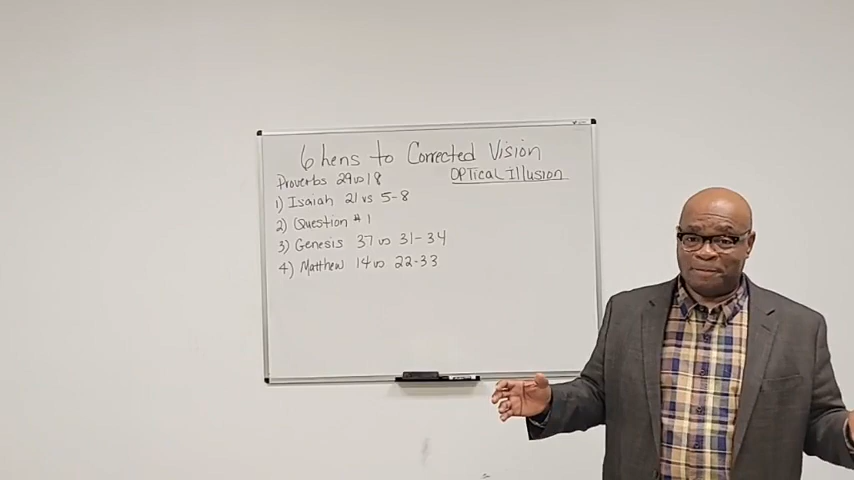 6 Lens to Corrected Vision
Proverbs 29 vs 18
OPTical Illusion
1) Isaiah 21 vs 5-8
2) Question #1
3) Genesis 37 vs 31-34
4) Matthew 14 vs 22-33